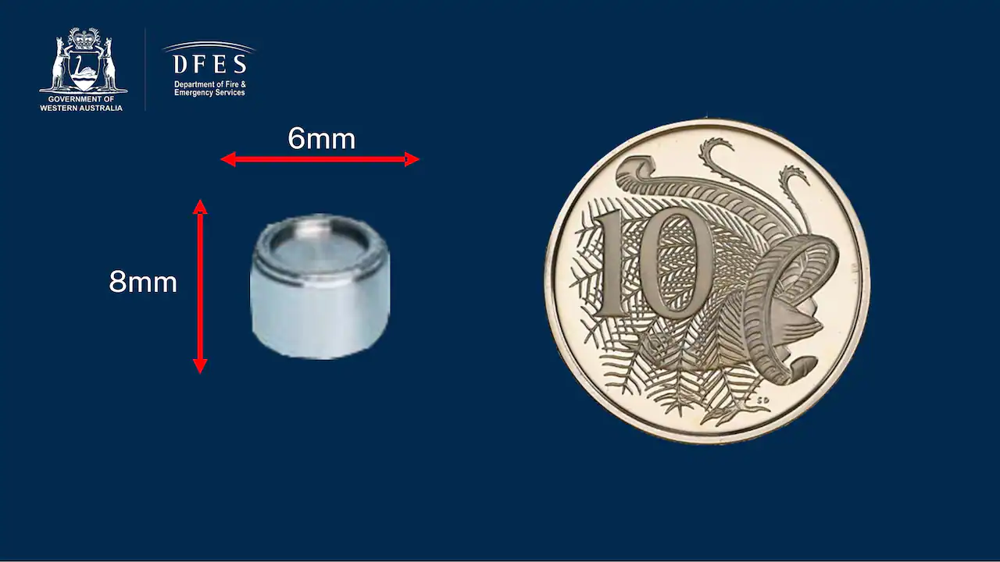 GOVERNMENT OF
WESTERN AUSTRALIA
DFES
Department of Fire &
Emergency Services
6mm
8mm
10
SD